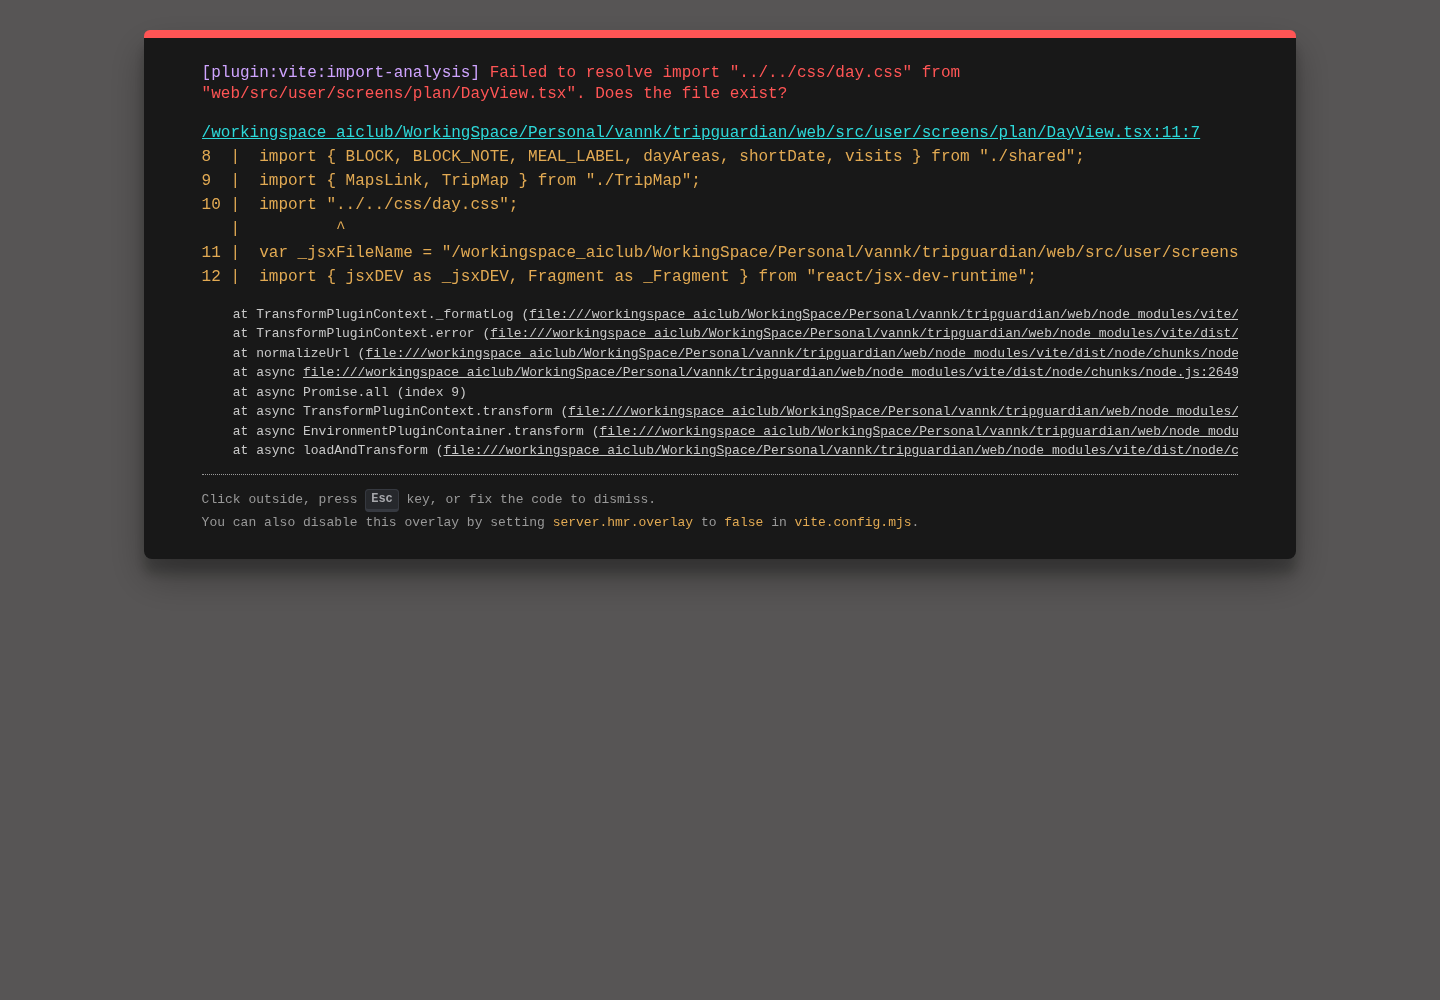 [plugin:vite:import-analysis] Failed to resolve import "../../css/day.css" from
"web/src/user/screens/plan/DayView.tsx". Does the file exist?
/workingspace_aiclub/WorkingSpace/Personal/vannk/tripguardian/web/src/user/screens/plan/DayView.tsx:11:7
8  |  import { BLOCK, BLOCK_NOTE, MEAL_LABEL, dayAreas, shortDate, visits } from "./shared";
9  |  import { MapsLink, TripMap } from "./TripMap";
10 |  import "../../css/day.css";
   |          ^
11 |  var _jsxFileName = "/workingspace_aiclub/WorkingSpace/Personal/vannk/tripguardian/web/src/user/screens
12 |  import { jsxDEV as _jsxDEV, Fragment as _Fragment } from "react/jsx-dev-runtime";
at TransformPluginContext._formatLog (file:///workingspace_aiclub/WorkingSpace/Personal/vannk/tripguardian/web/node_modules/vite/
at TransformPluginContext.error (file:///workingspace_aiclub/WorkingSpace/Personal/vannk/tripguardian/web/node_modules/vite/dist/
at normalizeUrl (file:///workingspace_aiclub/WorkingSpace/Personal/vannk/tripguardian/web/node_modules/vite/dist/node/chunks/node
at async file:///workingspace_aiclub/WorkingSpace/Personal/vannk/tripguardian/web/node_modules/vite/dist/node/chunks/node.js:2649
at async Promise.all (index 9)
at async TransformPluginContext.transform (file:///workingspace_aiclub/WorkingSpace/Personal/vannk/tripguardian/web/node_modules/
at async EnvironmentPluginContainer.transform (file:///workingspace_aiclub/WorkingSpace/Personal/vannk/tripguardian/web/node_modu
at async loadAndTransform (file:///workingspace_aiclub/WorkingSpace/Personal/vannk/tripguardian/web/node_modules/vite/dist/node/c
Click outside, press Esc key, or fix the code to dismiss.
You can also disable this overlay by setting server.hmr.overlay to false in vite.config.mjs.